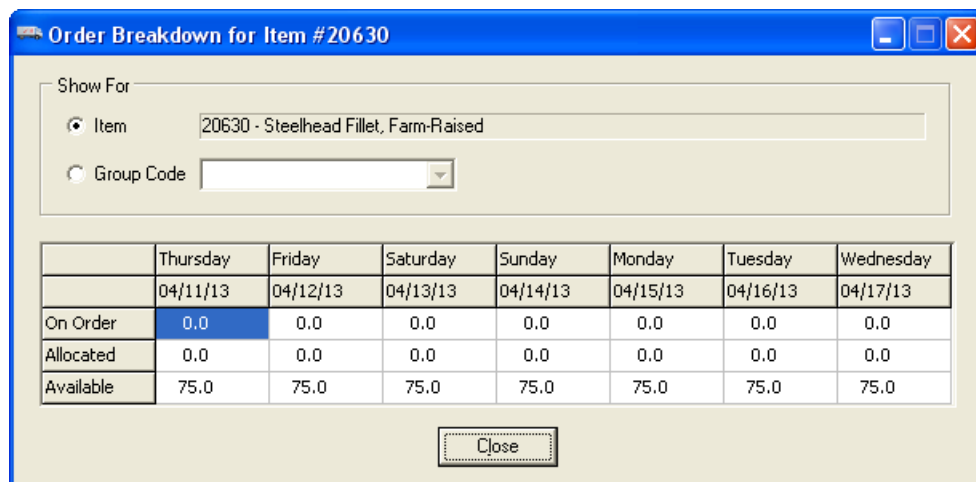 Order Breakdown for Item #20630
Show For
Item 20630 - Steelhead Fillet, Farm-Raised
Group Code
Thursday Friday Saturday Sunday Monday Tuesday Wednesday
04/11/13 04/12/13 04/13/13 04/14/13 04/15/13 04/16/13 04/17/13
On Order 0.0 0.0 0.0 0.0 0.0 0.0 0.0
Allocated 0.0 0.0 0.0 0.0 0.0 0.0 0.0
Available 75.0 75.0 75.0 75.0 75.0 75.0 75.0
Close